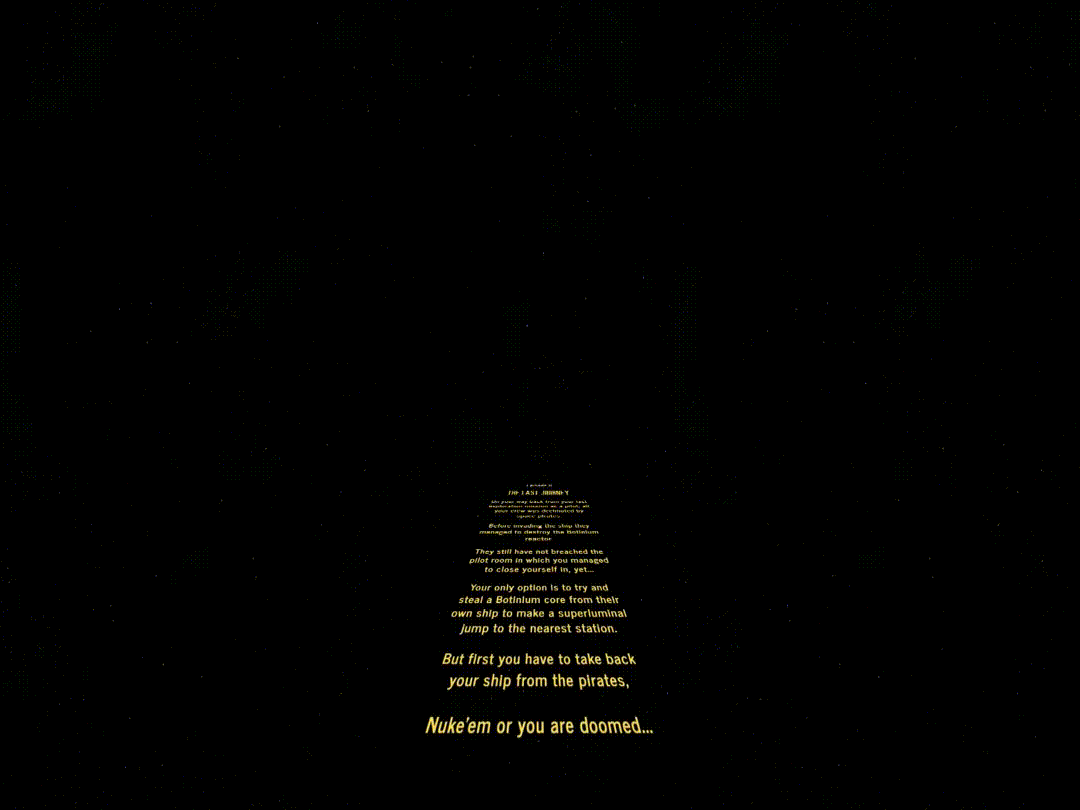 THE LAST JOURNEY
On your way back from your last
exploration mission as a pilot, all
your crew was decimated by
space pirates.
Before invading the ship they
managed to destroy the Botinium
reactor
They still have not breached the
pilot room in which you managed
to close yourself in, yet...
Your only option is to try and
steal a Botinium core from their
own ship to make a superluminal
jump to the nearest station.
But first you have to take back
your ship from the pirates,
Nuke'em or you are doomed...